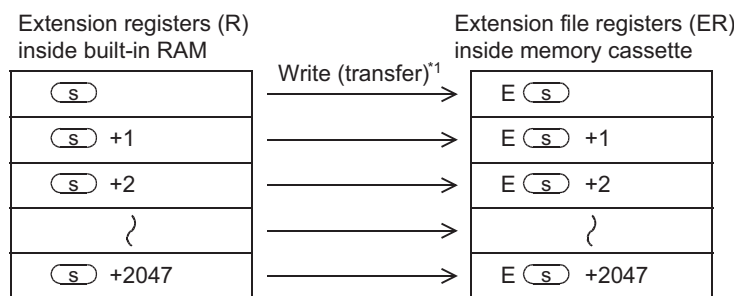 Extension registers (R)
inside built-in RAM
Extension file registers (ER)
inside memory cassette
Write (transfer)*1
s
E s
s +1
E s +1
s +2
E s +2
s +2047
E s +2047